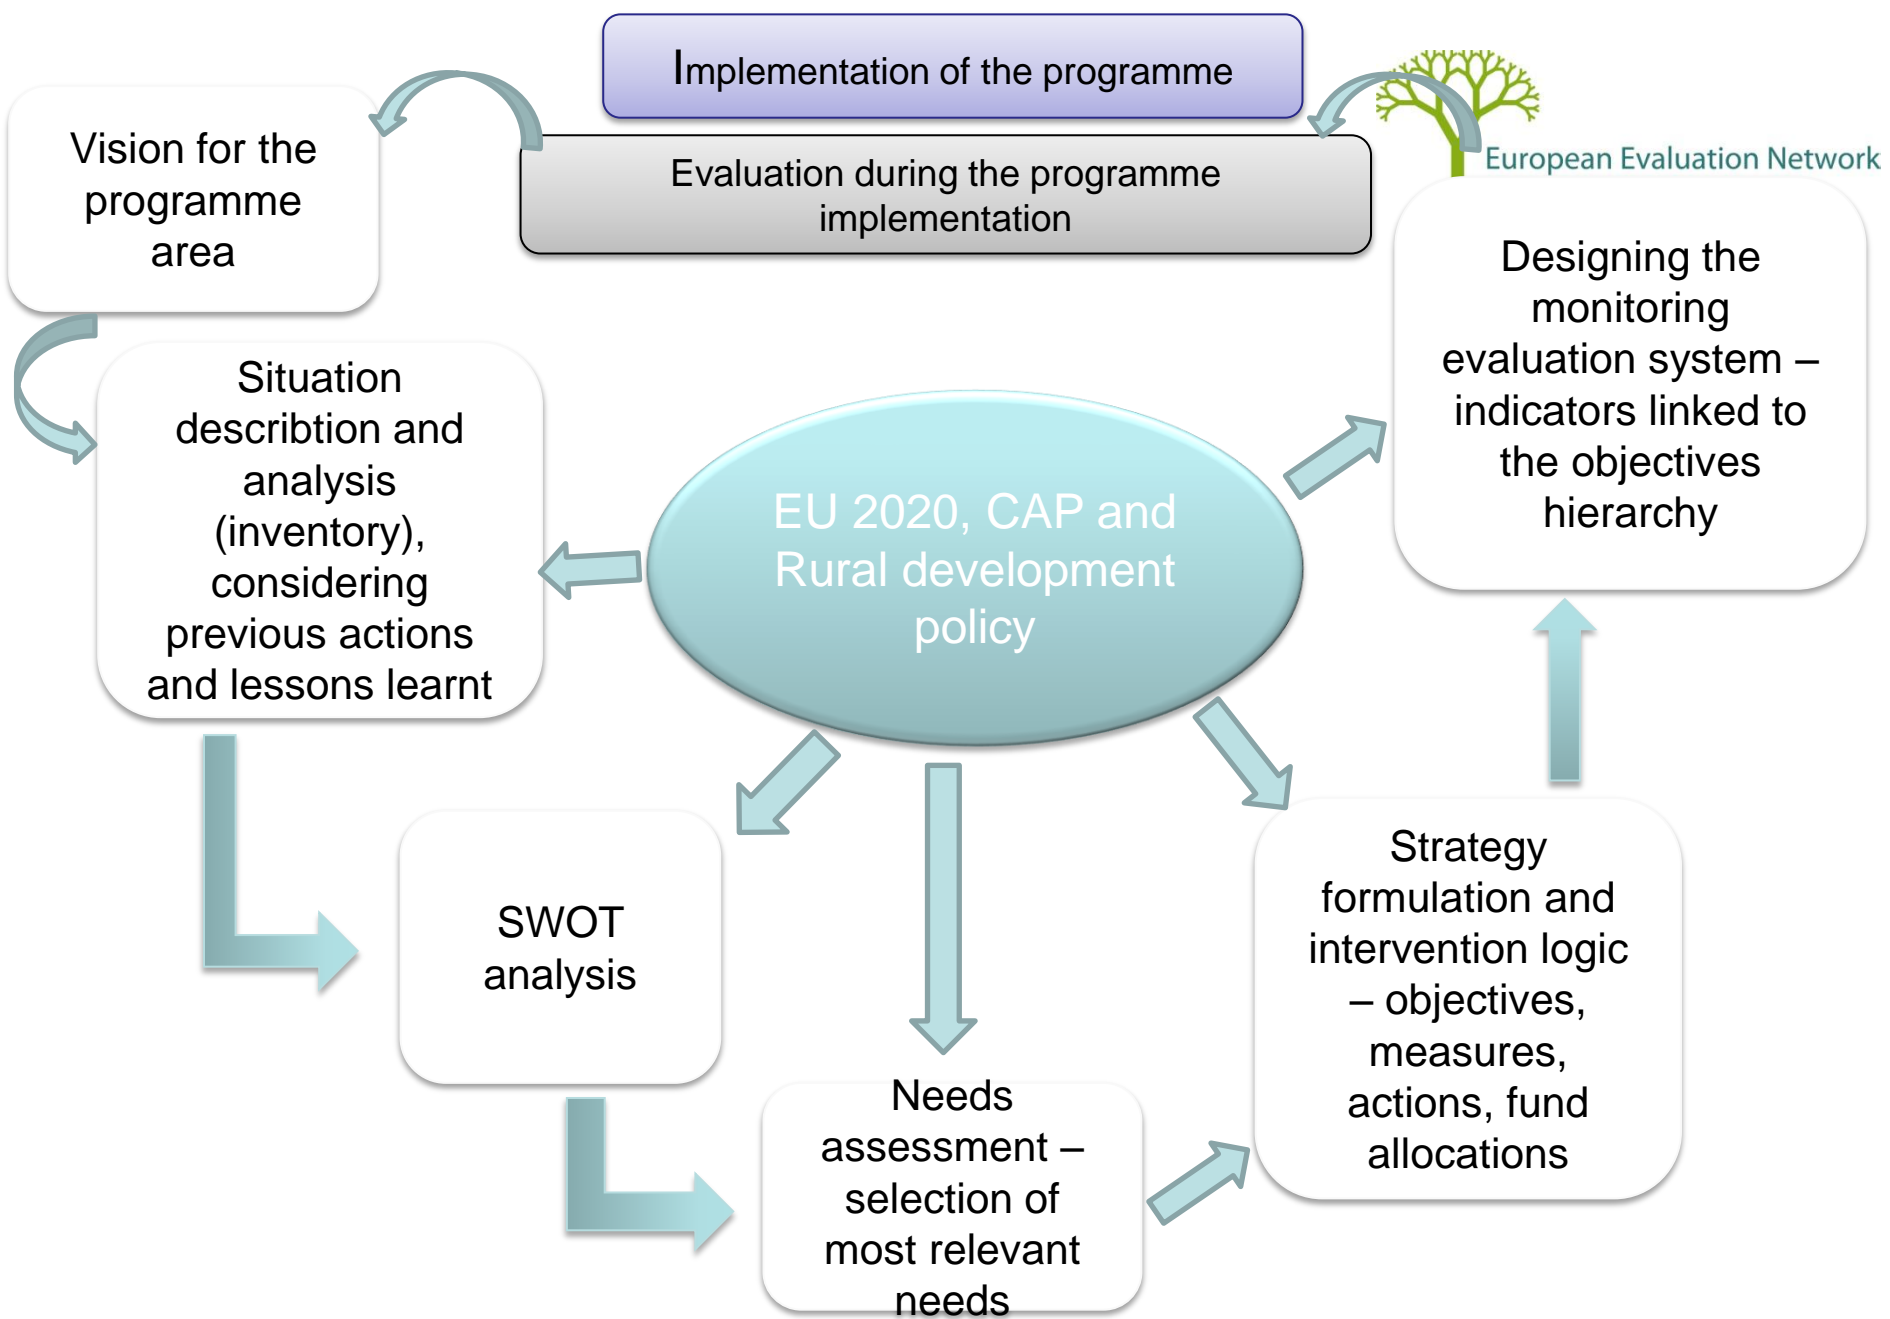 Implementation of the programme
Evaluation during the programme
implementation
European Evaluation Network
Vision for the
programme
area
Situation
describtion and
analysis
(inventory),
considering
previous actions
and lessons learnt
EU 2020, CAP and
Rural development
policy
Designing the
monitoring
evaluation system –
indicators linked to
the objectives
hierarchy
SWOT
analysis
Needs
assessment –
selection of
most relevant
needs
Strategy
formulation and
intervention logic
– objectives,
measures,
actions, fund
allocations